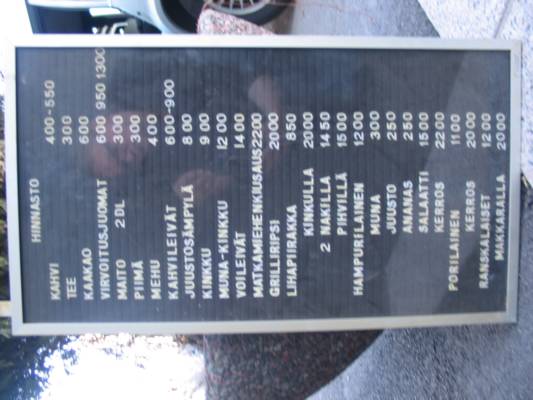 HINNASTO
KAHVI 400-550
TEE 300
KAAKAO 600
VIRVOITUSJUOMAT 600 950 1300
MAITO 2DL 300
PIIMÄ 300
MEHU 400
KAHVILEIVÄT 600-900
JUUSTOSÄMPYLÄ 800
KINKKU 900
MUNA-KINKKU 1200
VOILEIVÄT 1400
MATKAMIEHENKIUSAUS 2200
GRILLIRIPSI 2000
LIHAPIIRAKKA 850
KINKULLA 2000
2 NAKILLA 1450
PIHVILLÄ 1500
HAMPURILAINEN 1200
MUNA 300
JUUSTO 250
ANANAS 250
SALAATTI 1500
KERROS 2200
PORILAINEN 1100
KERROS 2000
RANSKALAISET 1200
MAKKARALLA 2000